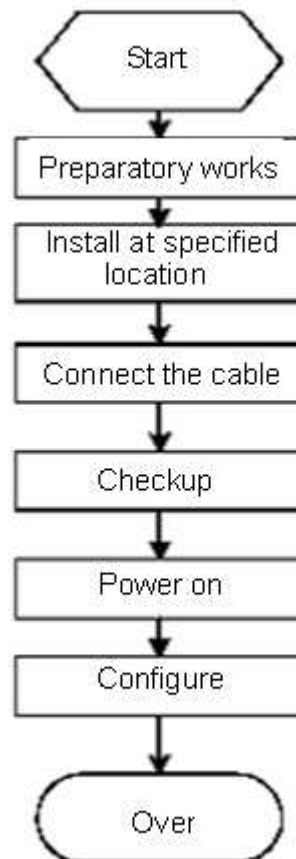 Start
Preparatory works
Install at specified
location
Connect the cable
Checkup
Power on
Configure
Over